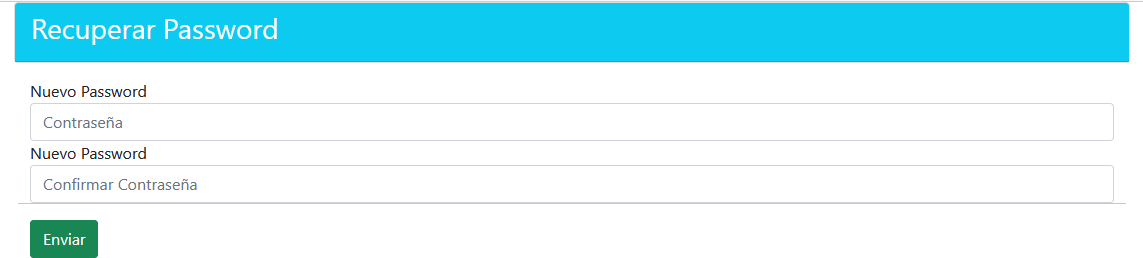 Recuperar Password
Nuevo Password
Contraseña
Nuevo Password
Confirmar Contraseña
Enviar